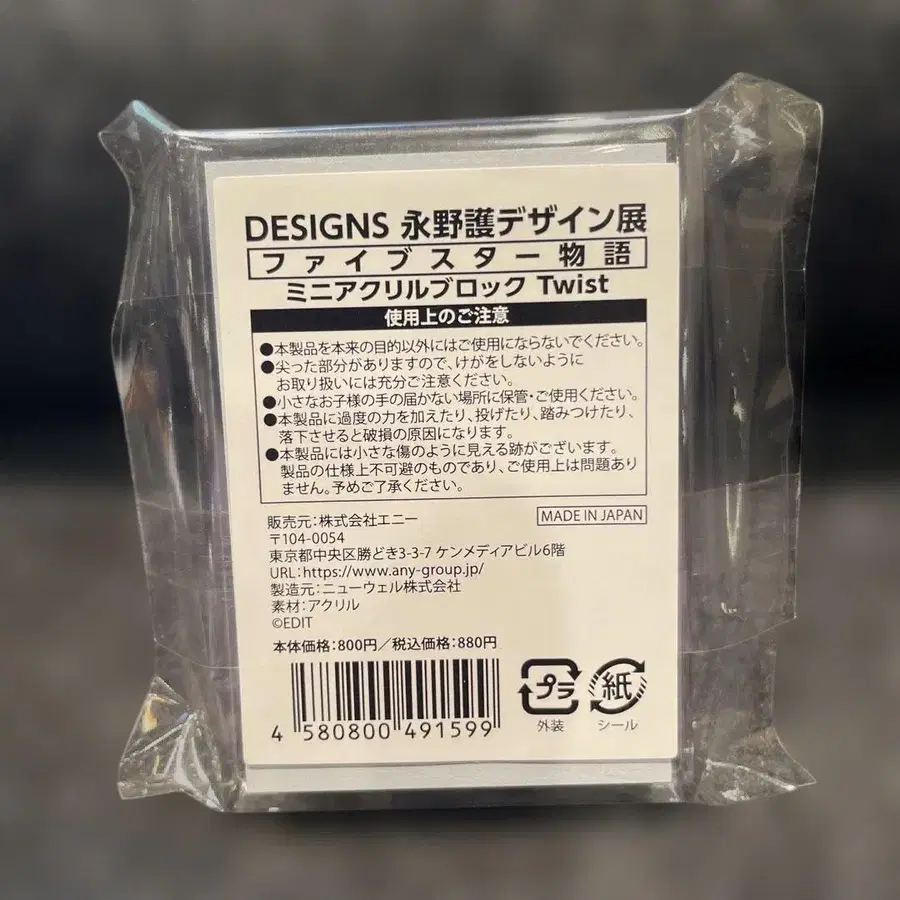 DESIGNS 永野護デザイン展
ファイブスター物語
ミニアクリルブロック Twist
使用上のご注意
●本製品を本来の目的以外にはご使用にならないでください。
●尖った部分がありますので、けがをしないように
お取り扱いには充分ご注意ください。
●小さなお子様の手の届かない場所に保管・ご使用ください。
●本製品に過度の力を加えたり、投げたり、踏みつけたり、
落下させると破損の原因になります。
●本製品には小さな傷のように見える跡がございます。
製品の仕様上不可避のものであり、ご使用上は問題あり
ません。予めご了承ください。
販売元：株式会社エニー
MADE IN JAPAN
〒104-0054
東京都中央区勝どき3-3-7 ケンメディアビル6階
URL：https://www.any-group.jp/
製造元：ニューウェル株式会社
素材：アクリル
©EDIT
本体価格：800円／税込価格：880円
4 580800 491599
プラ
外装
紙
シール